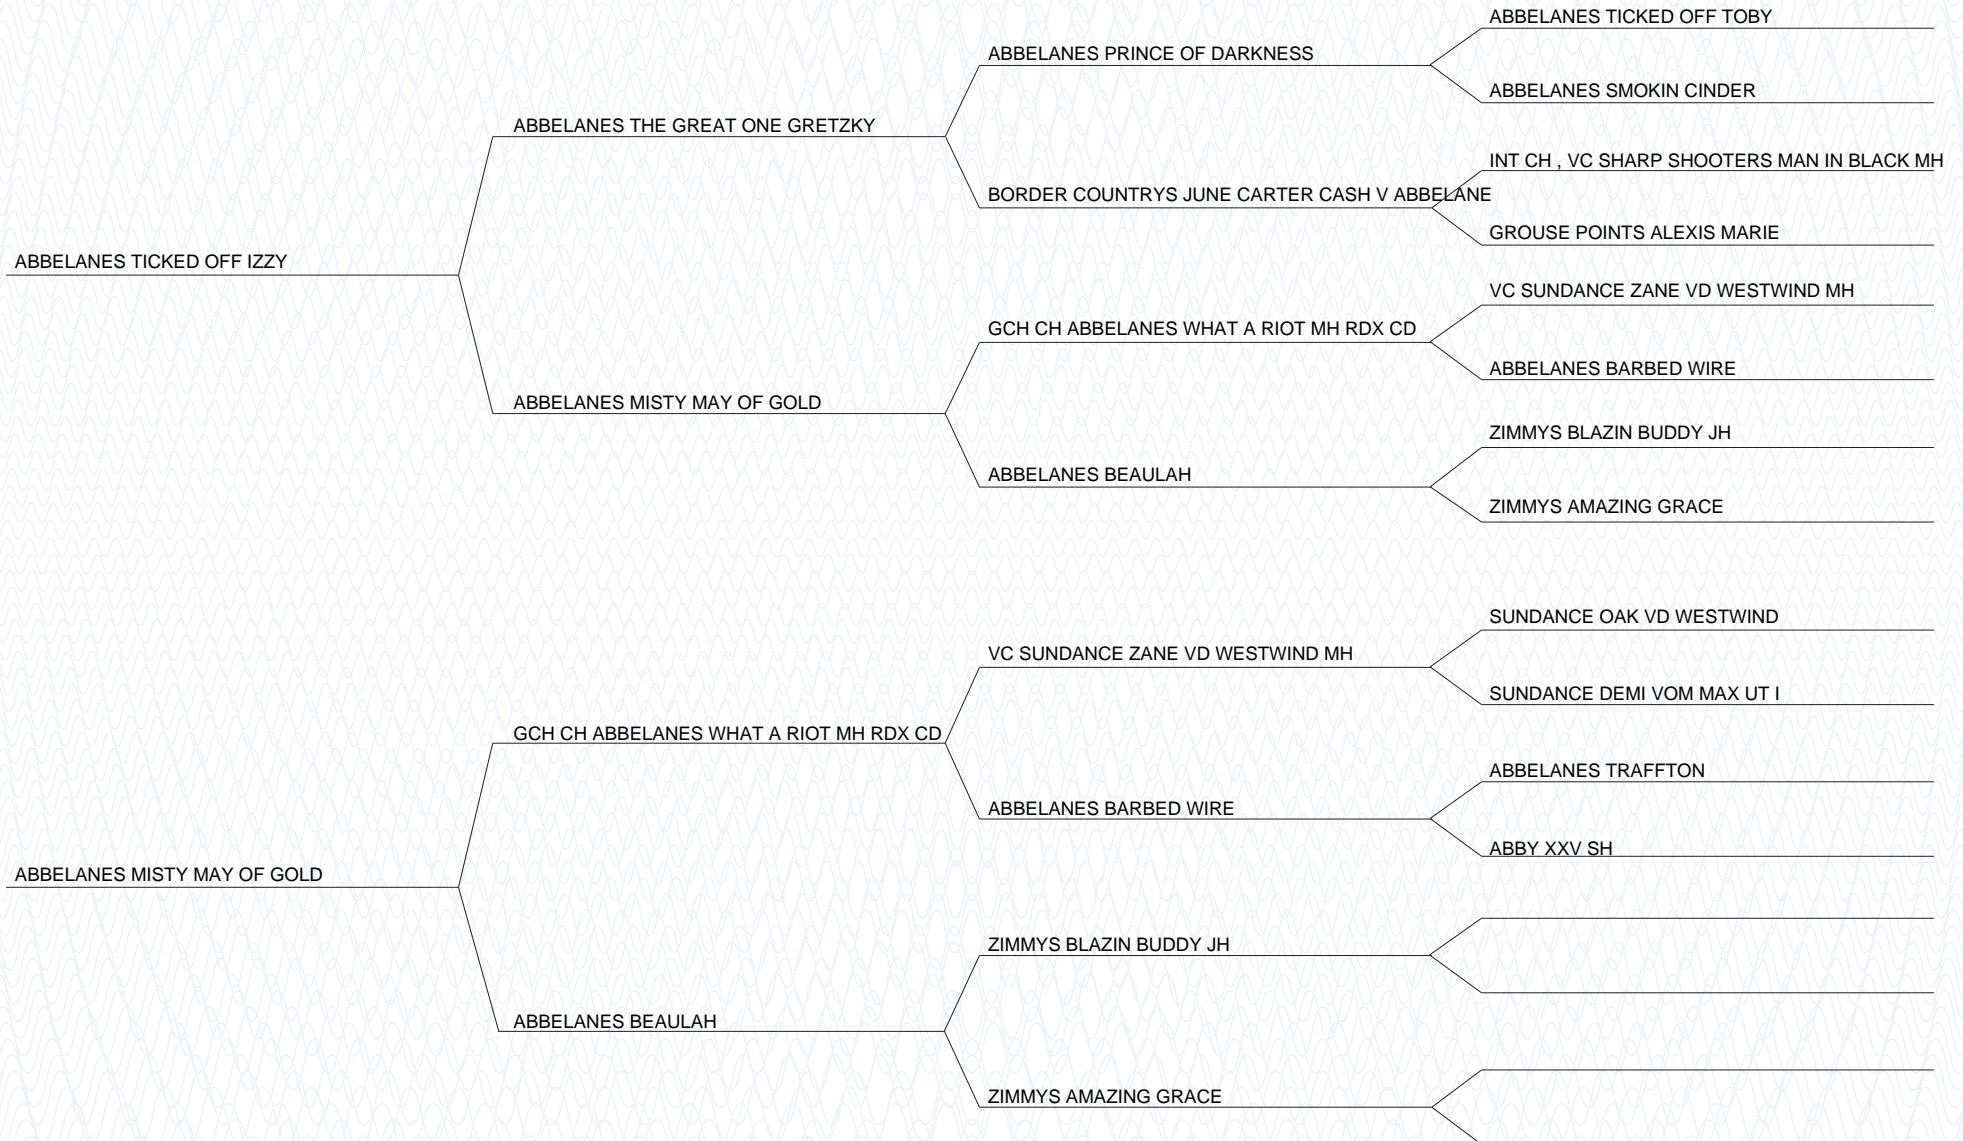 ABBELANES TICKED OFF TOBY
ABBELANES PRINCE OF DARKNESS
ABBELANES SMOKIN CINDER
ABBELANES THE GREAT ONE GRETZKY
INT CH , VC SHARP SHOOTERS MAN IN BLACK MH
BORDER COUNTRYS JUNE CARTER CASH V ABBELANE
GROUSE POINTS ALEXIS MARIE
ABBELANES TICKED OFF IZZY
VC SUNDANCE ZANE VD WESTWIND MH
GCH CH ABBELANES WHAT A RIOT MH RDX CD
ABBELANES BARBED WIRE
ABBELANES MISTY MAY OF GOLD
ZIMMYS BLAZIN BUDDY JH
ABBELANES BEAULAH
ZIMMYS AMAZING GRACE
SUNDANCE OAK VD WESTWIND
VC SUNDANCE ZANE VD WESTWIND MH
SUNDANCE DEMI VOM MAX UT I
GCH CH ABBELANES WHAT A RIOT MH RDX CD
ABBELANES TRAFFTON
ABBELANES BARBED WIRE
ABBY XXV SH
ABBELANES MISTY MAY OF GOLD
ZIMMYS BLAZIN BUDDY JH
ABBELANES BEAULAH
ZIMMYS AMAZING GRACE